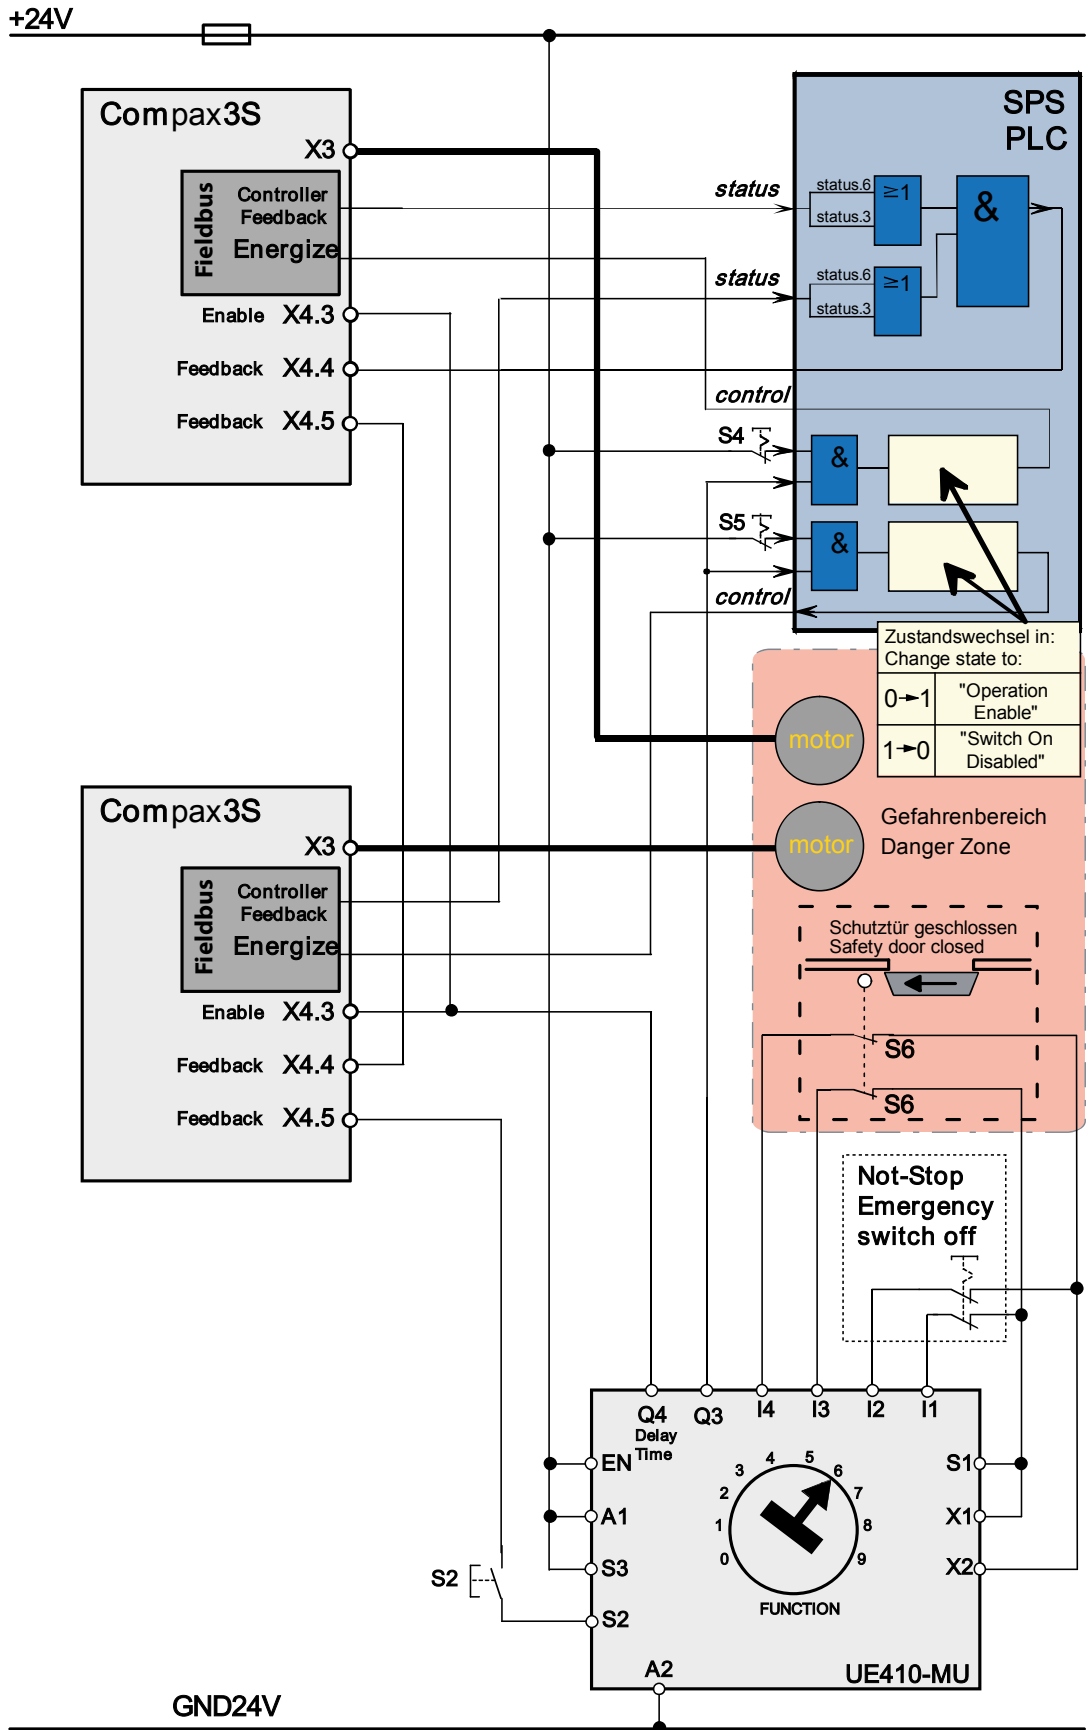 +24V
Compax3S
X3
Fieldbus
Controller
Feedback
Energize
Enable X4.3
Feedback X4.4
Feedback X4.5
SPS
PLC
status
status.6
status.3
≧1
&
status
status.6
status.3
≧1
control
S4
&
S5
&
control
Zustandswechsel in:
Change state to:
0→1 "Operation
Enable"
1→0 "Switch On
Disabled"
motor
motor
Gefahrenbereich
Danger Zone
Compax3S
X3
Fieldbus
Controller
Feedback
Energize
Enable X4.3
Feedback X4.4
Feedback X4.5
Schutztür geschlossen
Safety door closed
S6
S6
Not-Stop
Emergency
switch off
Q4
Delay
Time
Q3
I4
I3
I2
I1
EN
A1
S3
S2
S2
0
1
2
3
4
5
6
7
8
9
FUNCTION
S1
X1
X2
A2
UE410-MU
GND24V